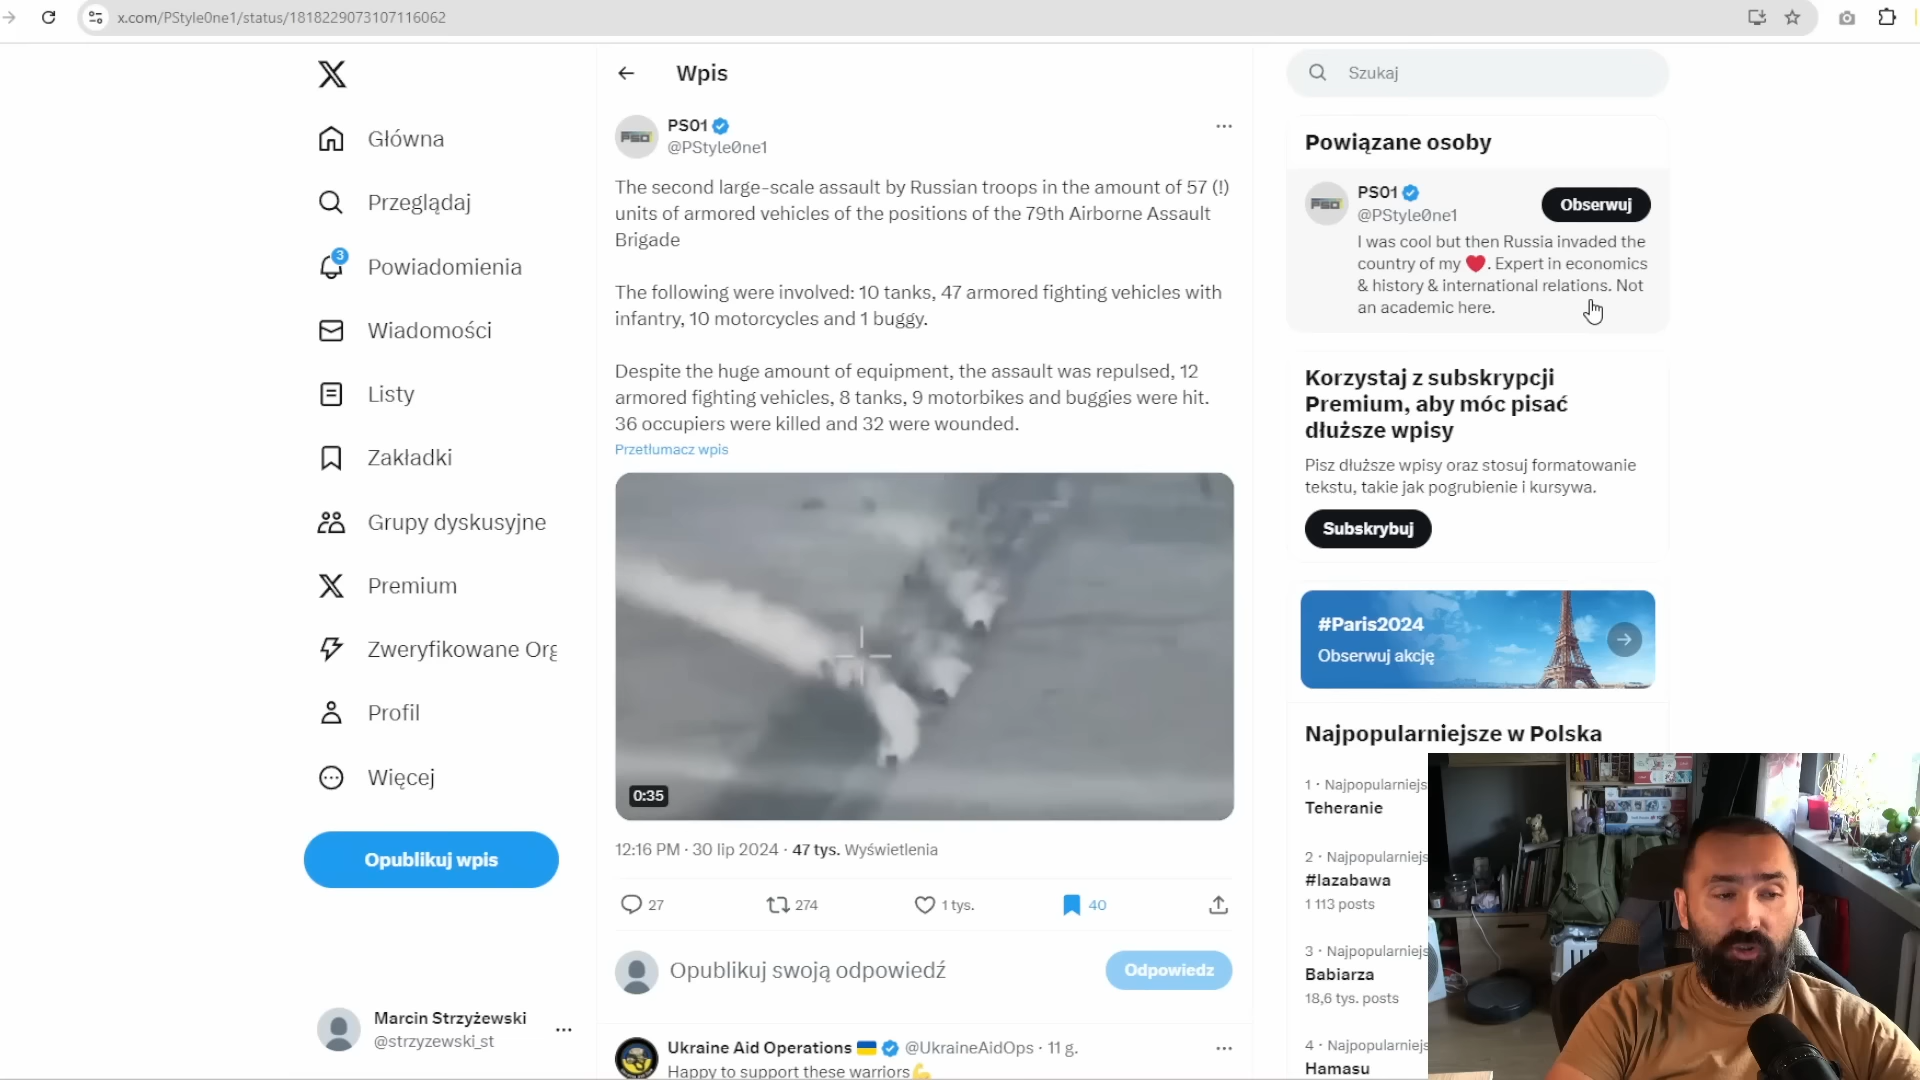 x.com/PStyle0ne1/status/1818229073107116062
Główna
Przeglądaj
3
Powiadomienia
Wiadomości
Listy
Zakładki
Grupy dyskusyjne
Premium
Zweryfikowane Org
Profil
Więcej
Opublikuj wpis
Marcin Strzyżewski
@strzyzewski_st
Wpis
PS01
@PStyle0ne1
The second large-scale assault by Russian troops in the amount of 57 (!)
units of armored vehicles of the positions of the 79th Airborne Assault
Brigade
The following were involved: 10 tanks, 47 armored fighting vehicles with
infantry, 10 motorcycles and 1 buggy.
Despite the huge amount of equipment, the assault was repulsed, 12
armored fighting vehicles, 8 tanks, 9 motorbikes and buggies were hit.
36 occupiers were killed and 32 were wounded.
Przetłumacz wpis
0:35
12:16 PM · 30 lip 2024 · 47 tys. Wyświetlenia
27 274 1 tys. 40
Opublikuj swoją odpowiedź
Odpowiedz
Ukraine Aid Operations @UkraineAidOps · 11 g.
Happy to support these warriors
Szukaj
Powiązane osoby
PS01
@PStyle0ne1
Obserwuj
I was cool but then Russia invaded the
country of my ❤️. Expert in economics
& history & international relations. Not
an academic here.
Korzystaj z subskrypcji
Premium, aby móc pisać
dłuższe wpisy
Pisz dłuższe wpisy oraz stosuj formatowanie
tekstu, takie jak pogrubienie i kursywa.
Subskrybuj
#Paris2024
Obserwuj akcję
Najpopularniejsze w Polska
1 · Najpopularniejs
Teheranie
2 · Najpopularniejs
#lazabawa
1 113 posts
3 · Najpopularniejs
Babiarza
18,6 tys. posts
4 · Najpopularniejs
Hamasu